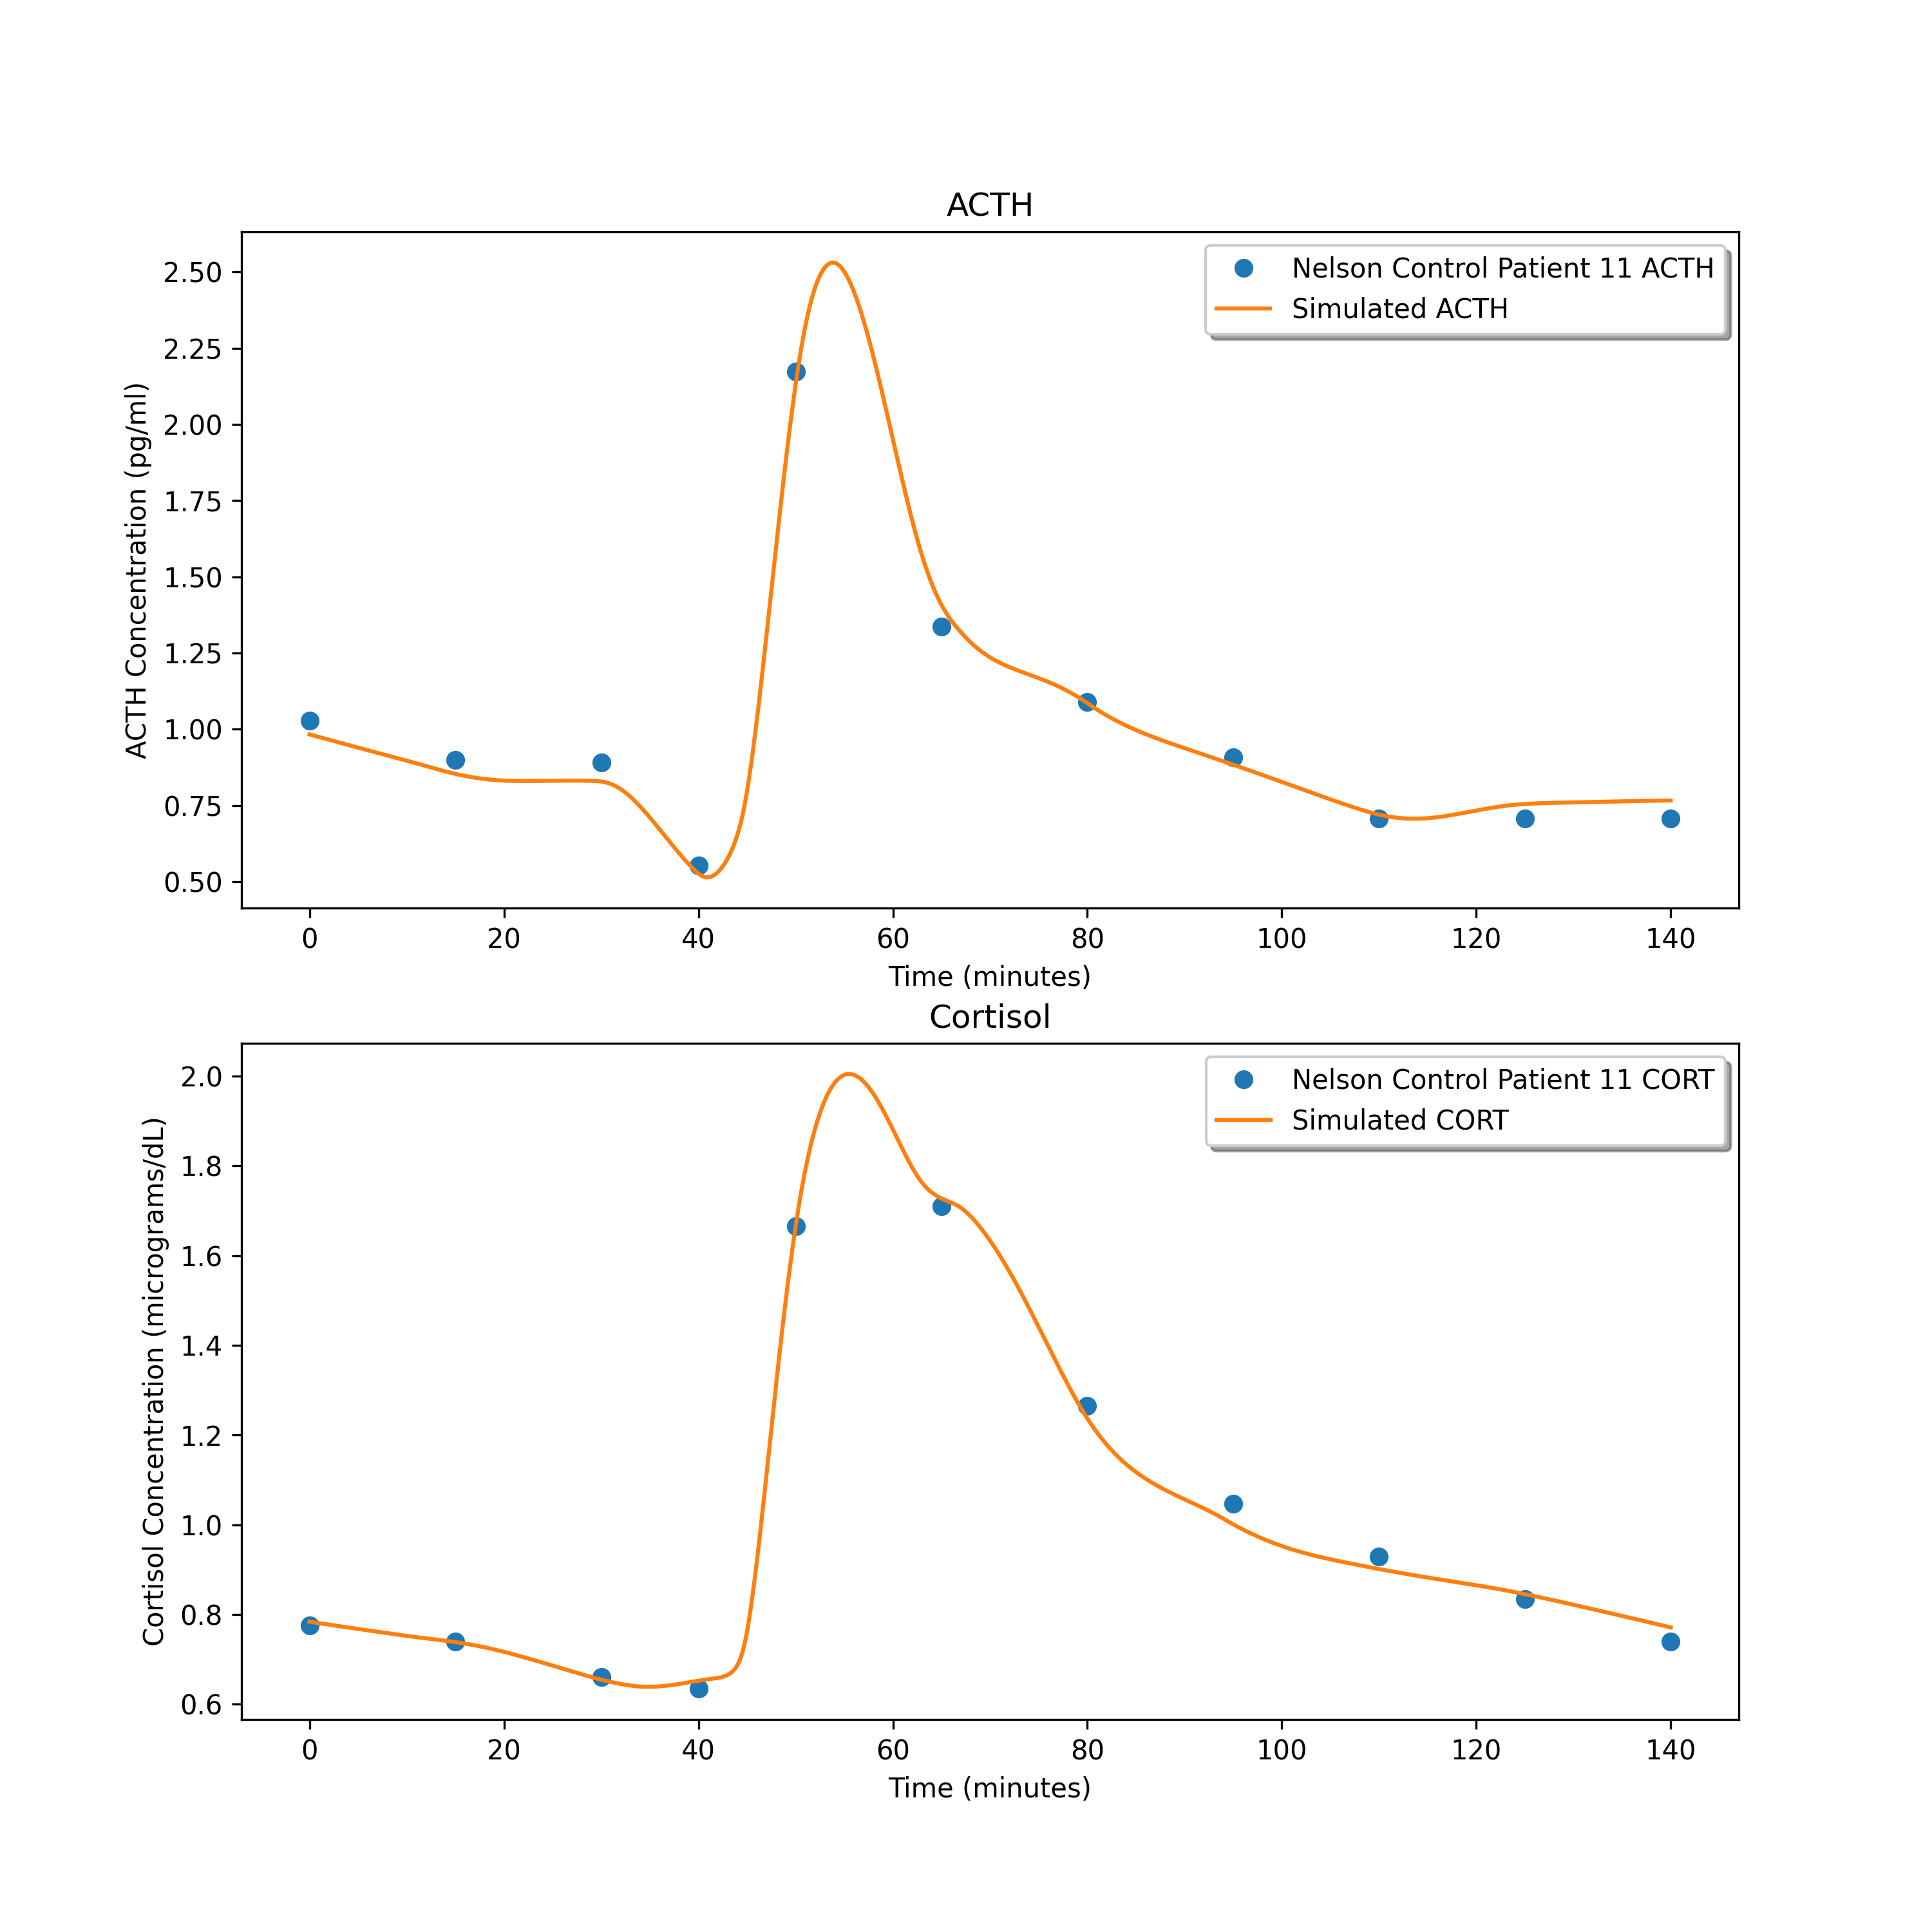 ACTH
Nelson Control Patient 11 ACTH
Simulated ACTH
ACTH Concentration (pg/ml)
2.50
2.25
2.00
1.75
1.50
1.25
1.00
0.75
0.50
0 20 40 60 80 100 120 140
Time (minutes)
Cortisol
Nelson Control Patient 11 CORT
Simulated CORT
Cortisol Concentration (micrograms/dL)
2.0
1.8
1.6
1.4
1.2
1.0
0.8
0.6
0 20 40 60 80 100 120 140
Time (minutes)